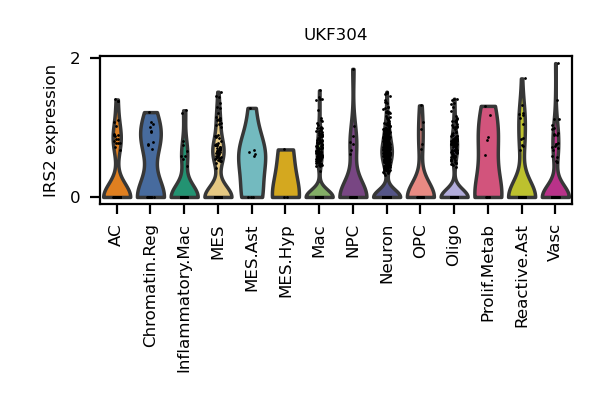 UKF304
IRS2 expression
2
0
AC
Chromatin.Reg
Inflammatory.Mac
MES
MES.Ast
MES.Hyp
Mac
NPC
Neuron
OPC
Oligo
Prolif.Metab
Reactive.Ast
Vasc